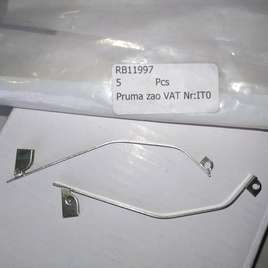 RB11997
5 Pcs
Pruma zao VAT Nr:IT0